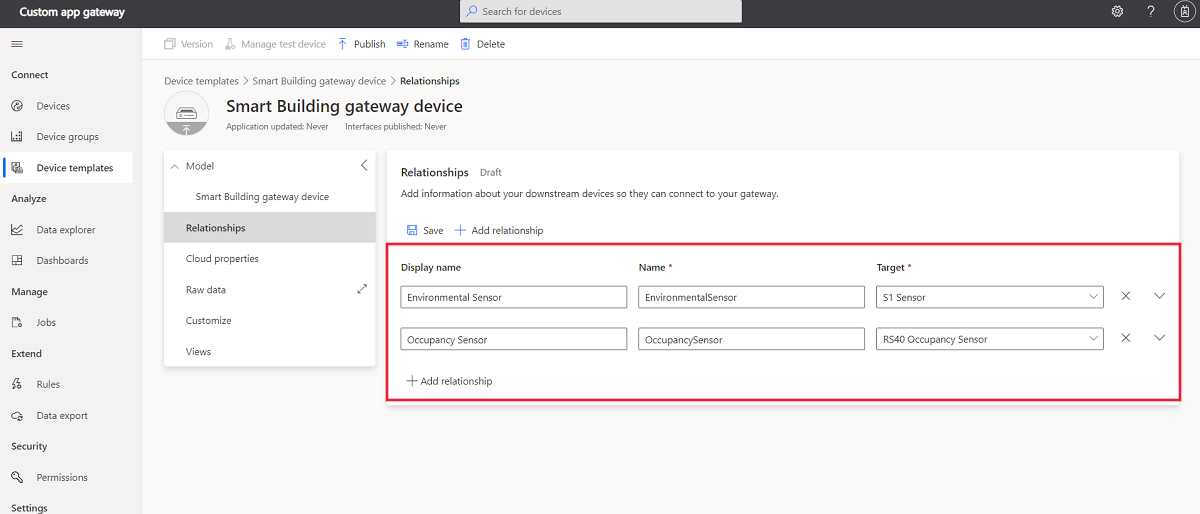 Custom app gateway
Search for devices
?
Version
Manage test device
Publish
Rename
Delete
Connect
Devices
Device groups
Device templates
Analyze
Data explorer
Dashboards
Manage
Jobs
Extend
Rules
Data export
Security
Permissions
Settings
Device templates > Smart Building gateway device > Relationships
Smart Building gateway device
Application updated: Never Interfaces published: Never
Model
Smart Building gateway device
Relationships
Cloud properties
Raw data
Customize
Views
Relationships Draft
Add information about your downstream devices so they can connect to your gateway.
Save + Add relationship
Display name Name * Target *
Environmental Sensor EnvironmentalSensor S1 Sensor
Occupancy Sensor OccupancySensor RS40 Occupancy Sensor
+ Add relationship